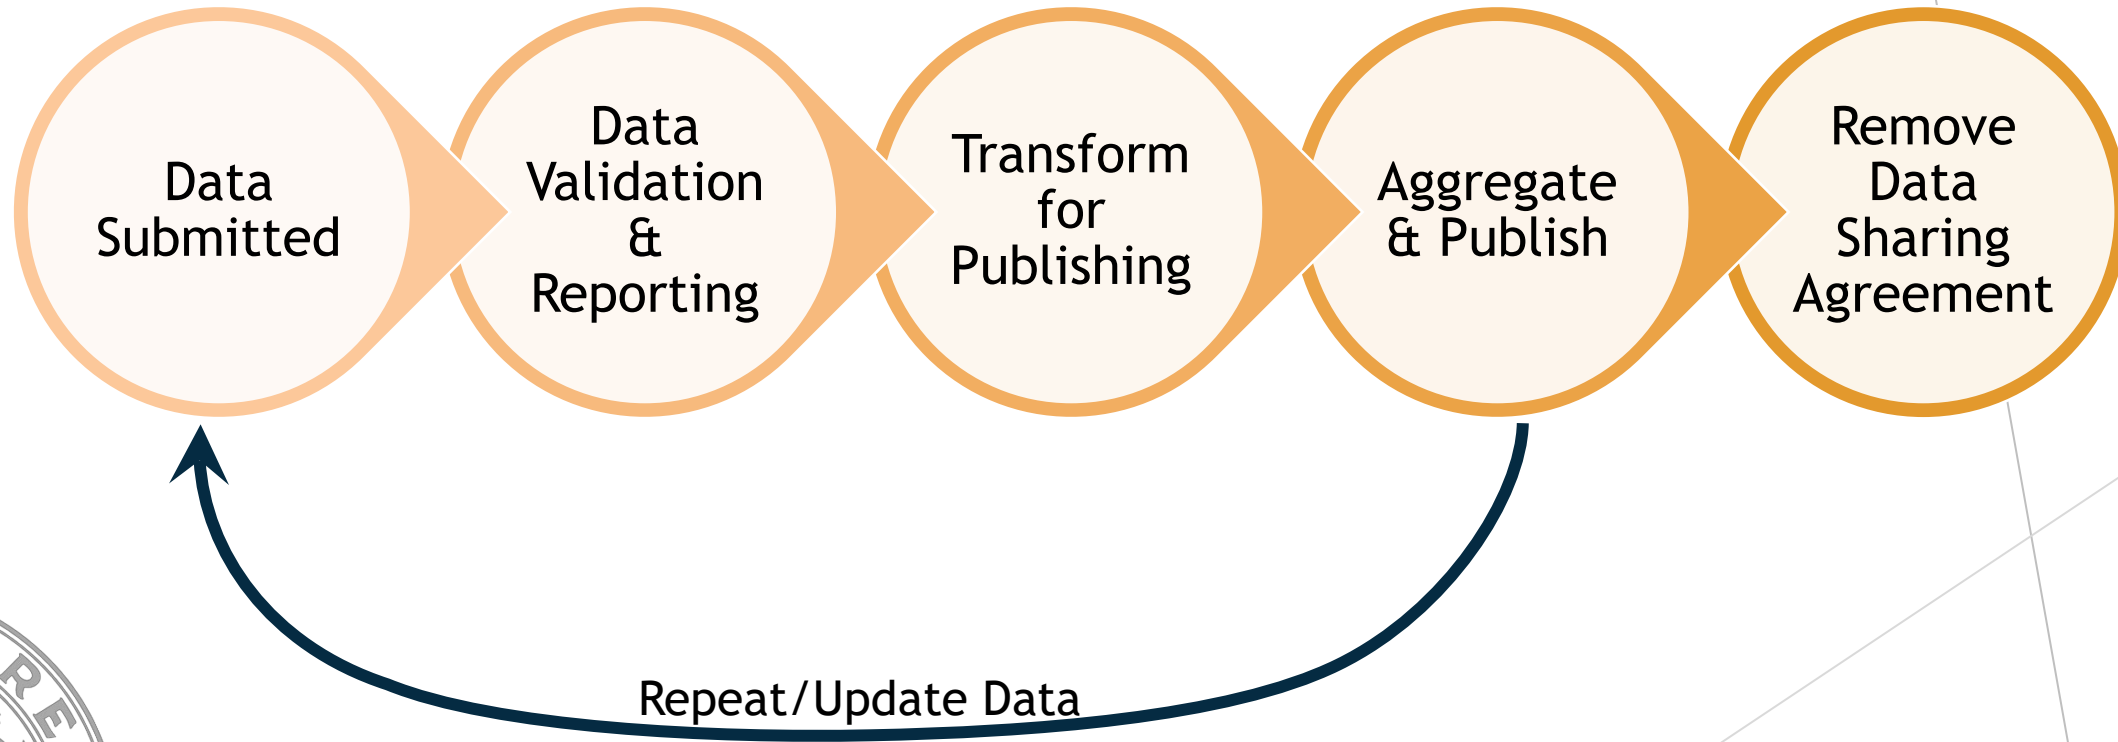 Data
Submitted
Data
Validation
&
Reporting
Transform
for
Publishing
Aggregate
& Publish
Remove
Data
Sharing
Agreement
Repeat/Update Data